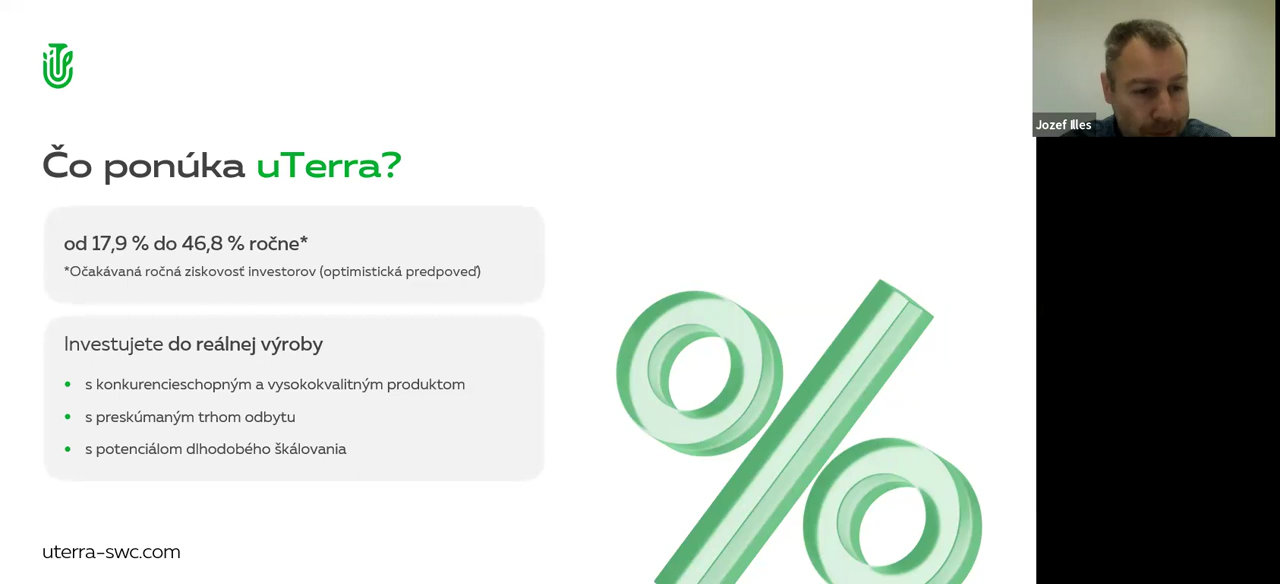 Čo ponúka uTerra?
od 17,9 % do 46,8 % ročne*
*Očakávaná ročná ziskovosť investorov (optimistická predpoveď)
Investujete do reálnej výroby
s konkurencieschopným a vysokokvalitným produktom
s preskúmaným trhom odbytu
s potenciálom dlhodobého škálovania
uterra-swc.com
Jozef Illes